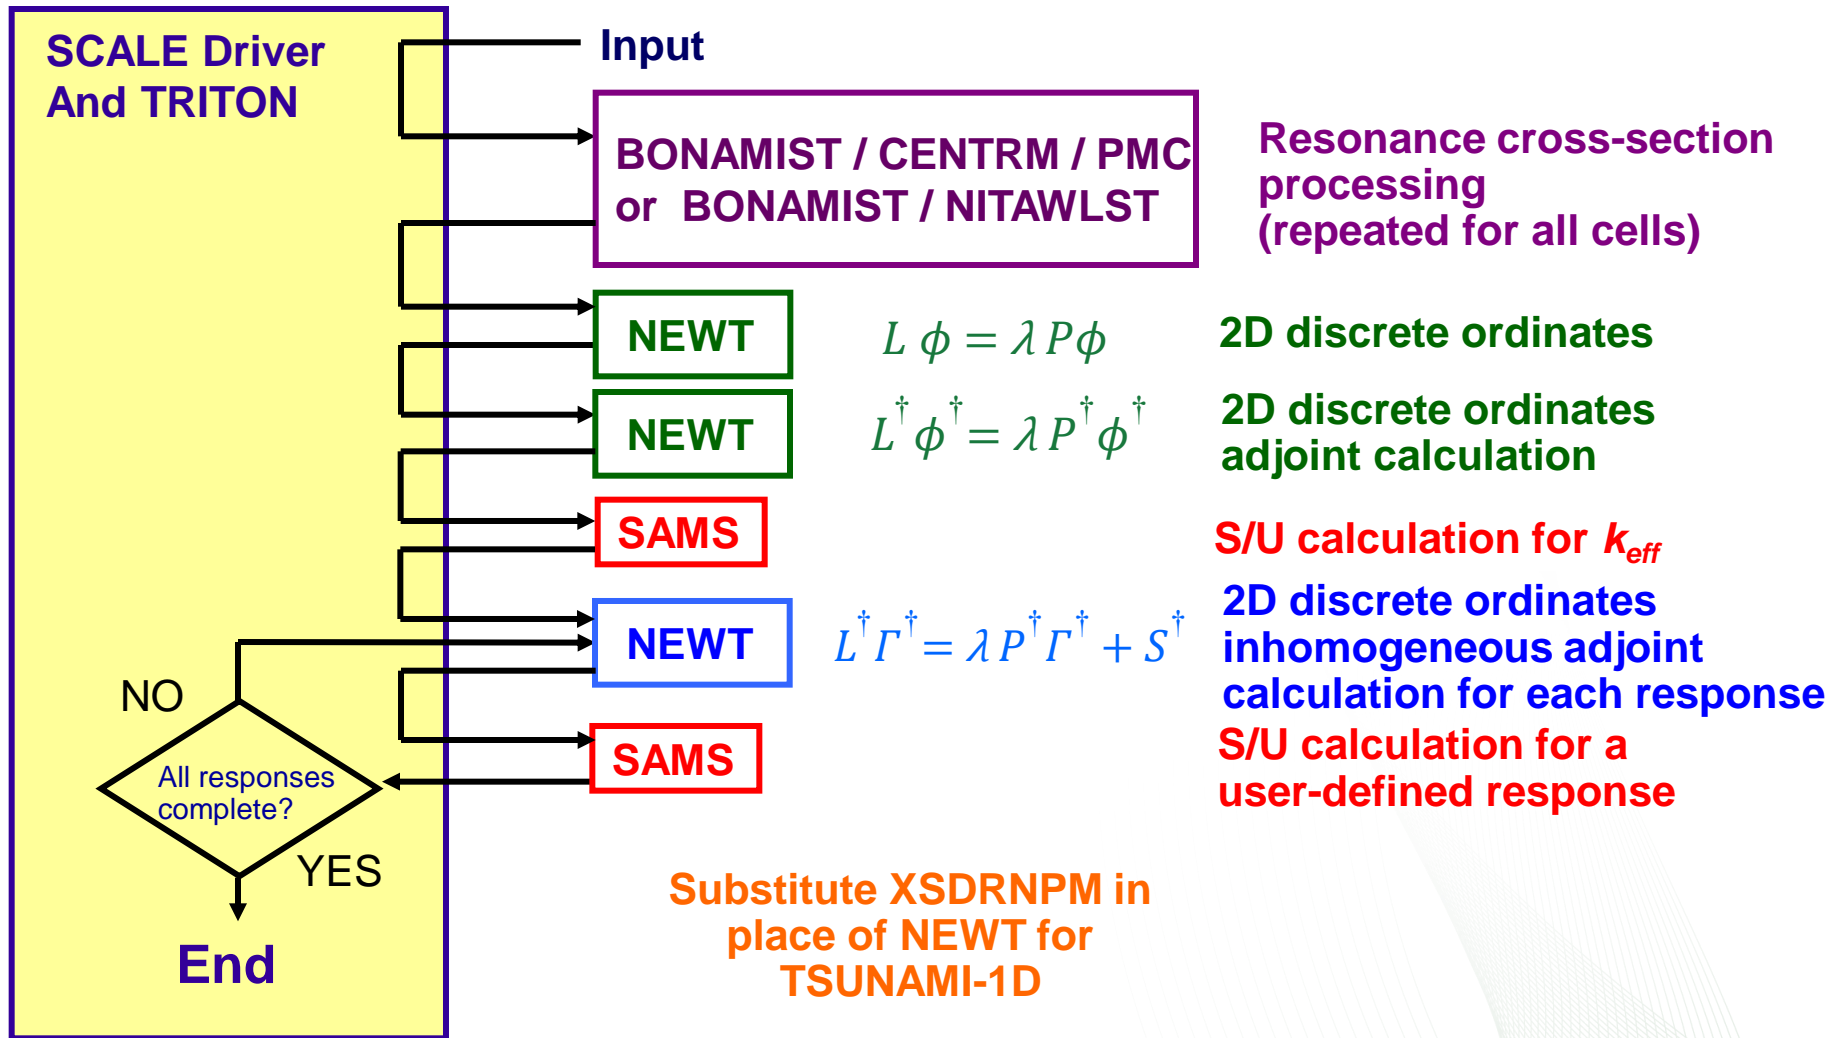 SCALE Driver
And TRITON
Input
BONAMIST / CENTRM / PMC
or BONAMIST / NITAWLST
Resonance cross-section
processing
(repeated for all cells)
NEWT
L ϕ = λ Pϕ
2D discrete ordinates
NEWT
L†ϕ† = λ P†ϕ†
2D discrete ordinates
adjoint calculation
SAMS
S/U calculation for keff
NEWT
L†Γ† = λ P†Γ† + S†
2D discrete ordinates
inhomogeneous adjoint
calculation for each response
SAMS
S/U calculation for a
user-defined response
NO
All responses
complete?
YES
End
Substitute XSDRNPM in
place of NEWT for
TSUNAMI-1D